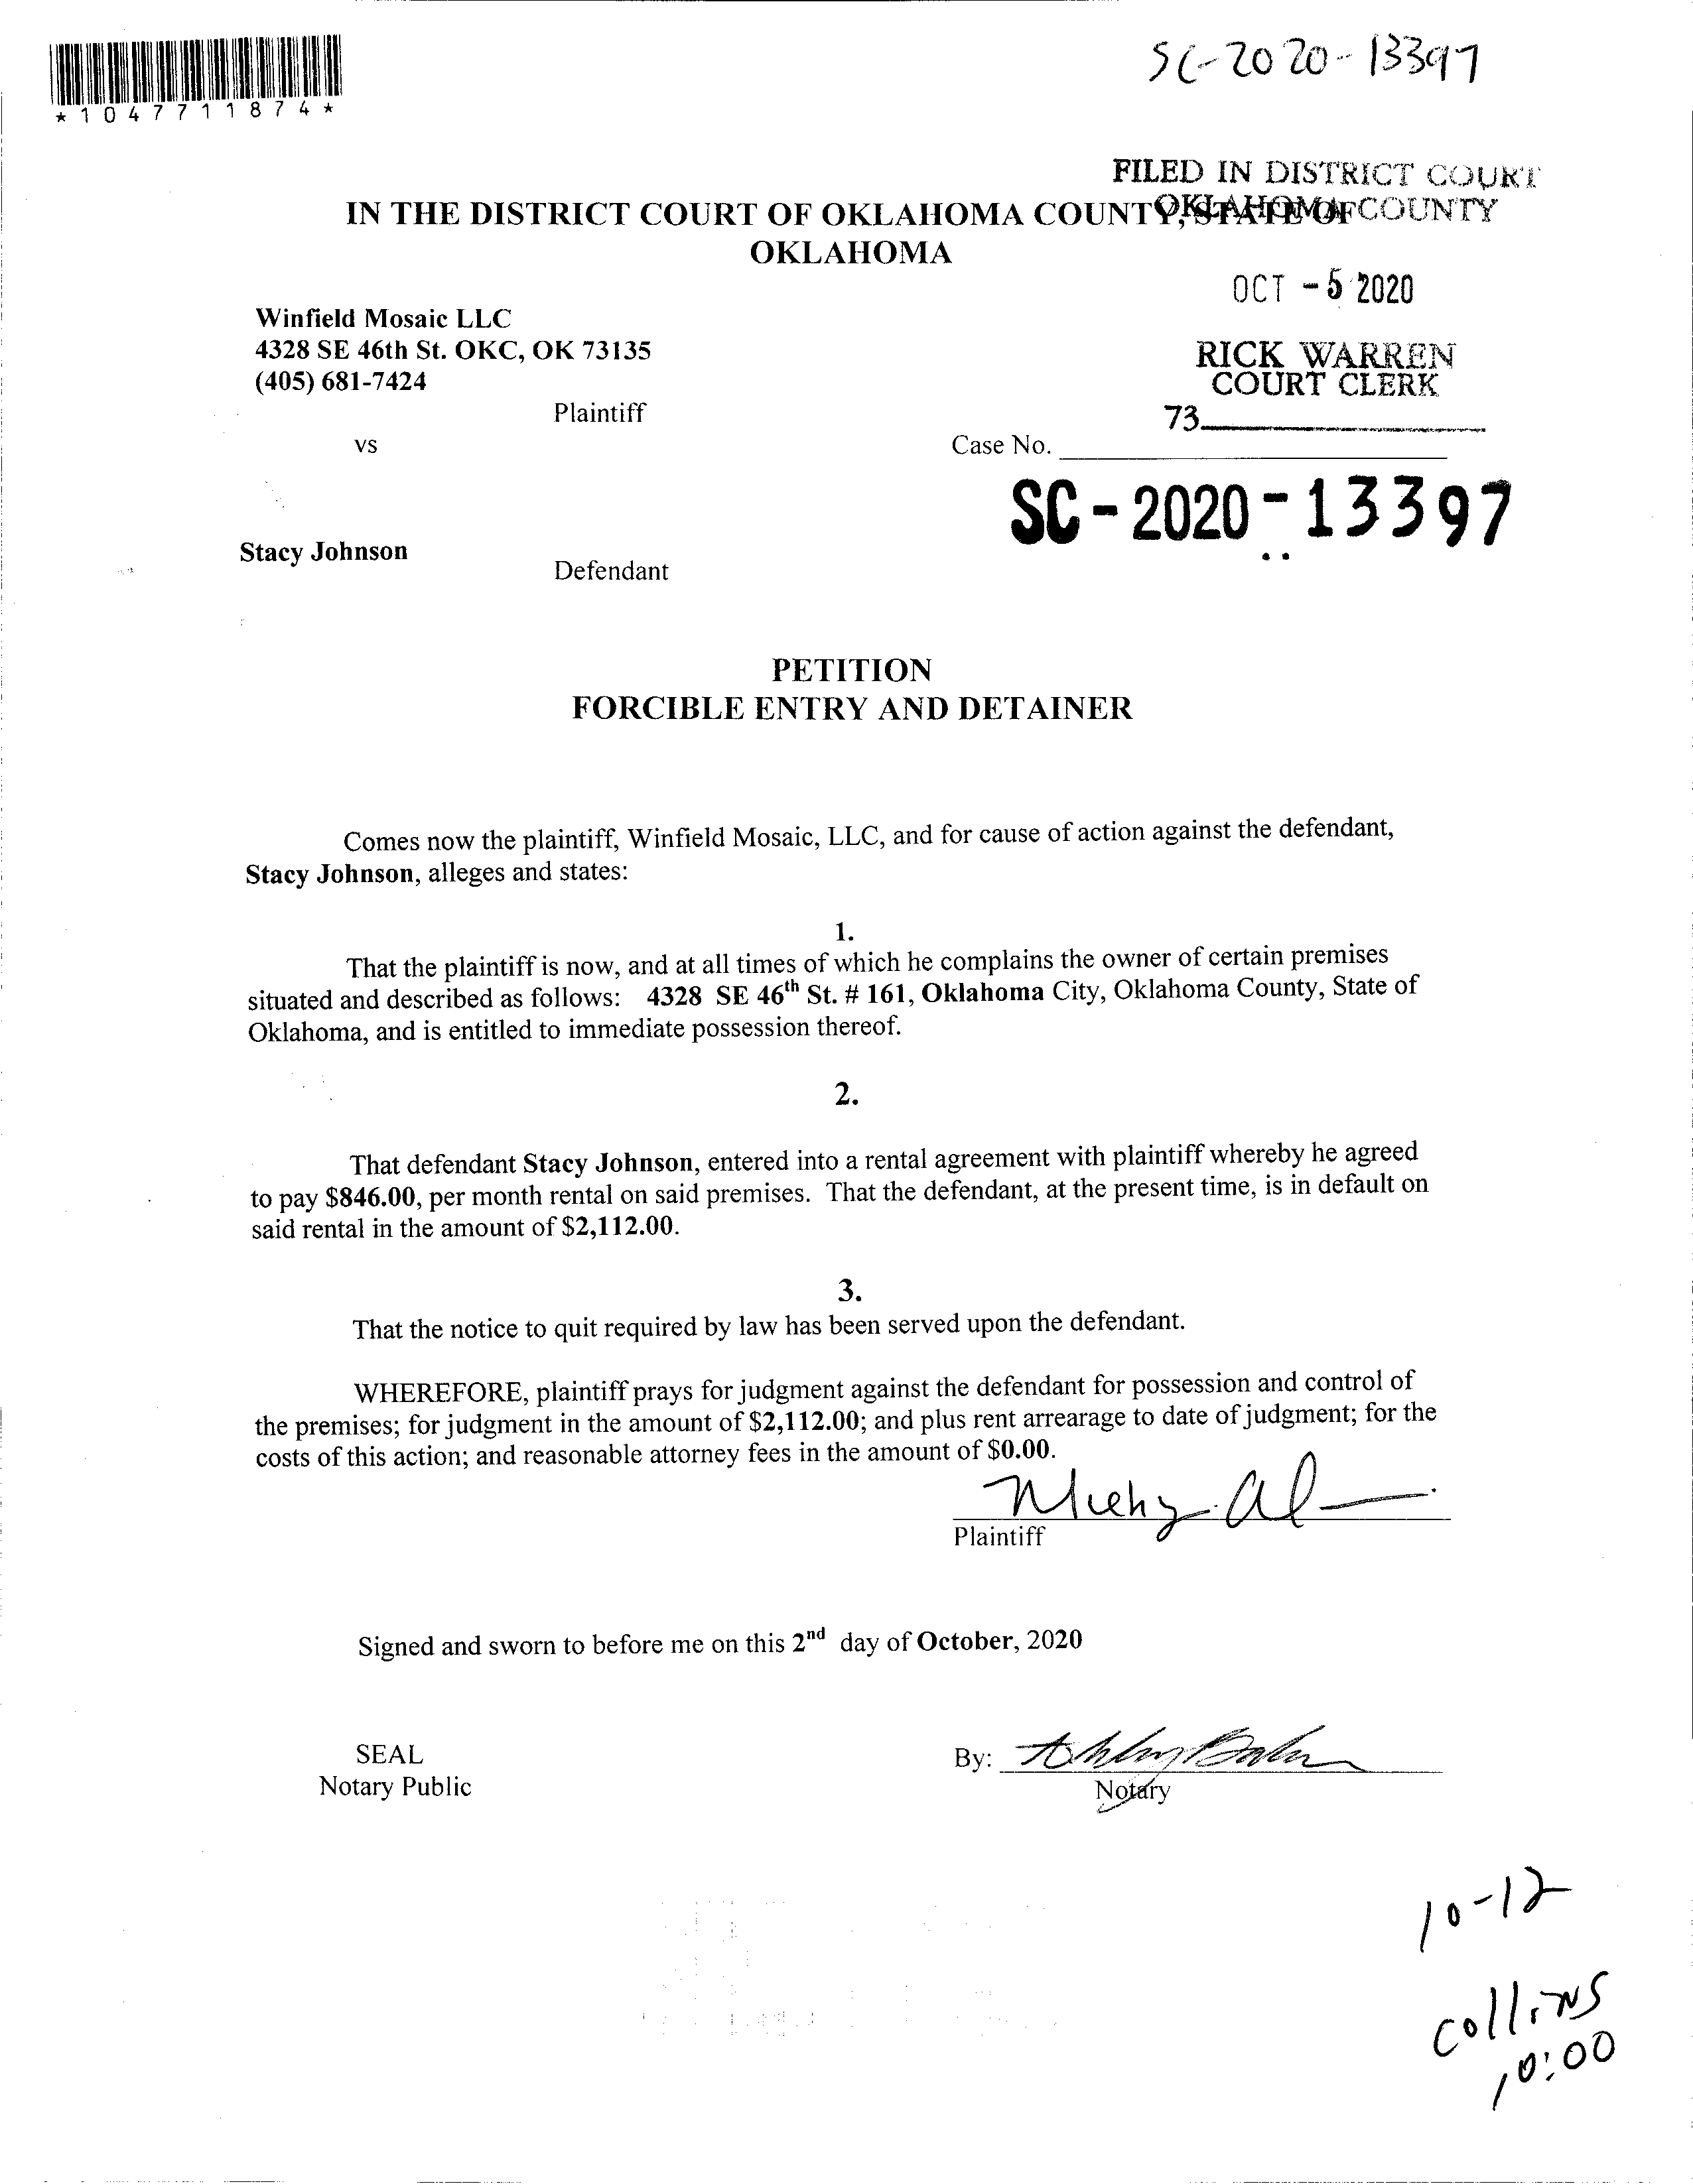 SC-2020-13397
*1047711874*
FILED IN DISTRICT COURT
OKLAHOMA COUNTY
IN THE DISTRICT COURT OF OKLAHOMA COUNTY, STATE OF
OKLAHOMA
OCT -5 2020
Winfield Mosaic LLC
4328 SE 46th St. OKC, OK 73135
(405) 681-7424
RICK WARREN
COURT CLERK
Plaintiff
73
vs
Case No.
SC-2020-13397
Stacy Johnson
Defendant
PETITION
FORCIBLE ENTRY AND DETAINER
Comes now the plaintiff, Winfield Mosaic, LLC, and for cause of action against the defendant,
Stacy Johnson, alleges and states:
1.
That the plaintiff is now, and at all times of which he complains the owner of certain premises
situated and described as follows: 4328 SE 46th St. # 161, Oklahoma City, Oklahoma County, State of
Oklahoma, and is entitled to immediate possession thereof.
2.
That defendant Stacy Johnson, entered into a rental agreement with plaintiff whereby he agreed
to pay $846.00, per month rental on said premises. That the defendant, at the present time, is in default on
said rental in the amount of $2,112.00.
3.
That the notice to quit required by law has been served upon the defendant.
WHEREFORE, plaintiff prays for judgment against the defendant for possession and control of
the premises; for judgment in the amount of $2,112.00; and plus rent arrearage to date of judgment; for the
costs of this action; and reasonable attorney fees in the amount of $0.00.
Plaintiff
Signed and sworn to before me on this 2nd day of October, 2020
SEAL
Notary Public
By:
Notary
10-12
Collins
10:00